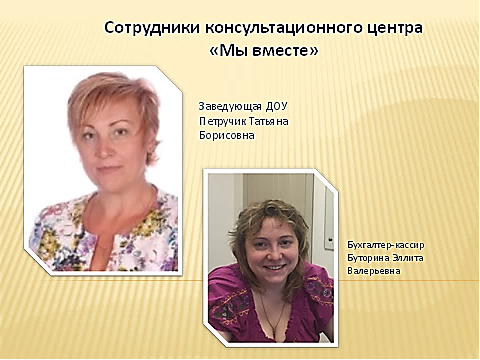 Сотрудники консультационного центра
«Мы вместе»
Заведующая ДОУ
Петручик Татьяна
Борисовна
Бухгалтер-кассир
Буторина Эллита
Валерьевна